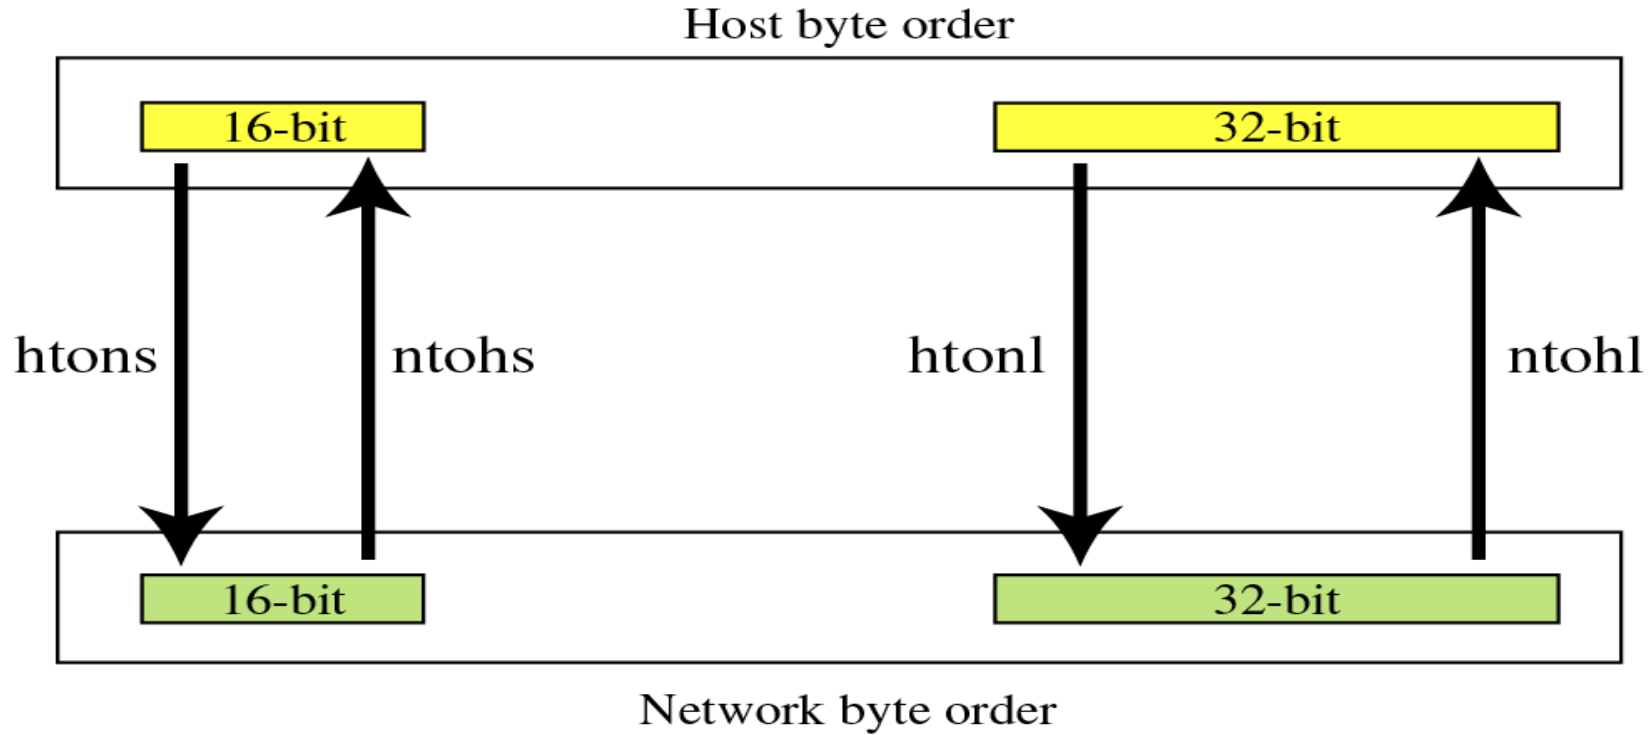 Host byte order
16-bit
32-bit
htons
ntohs
htonl
ntohl
16-bit
32-bit
Network byte order